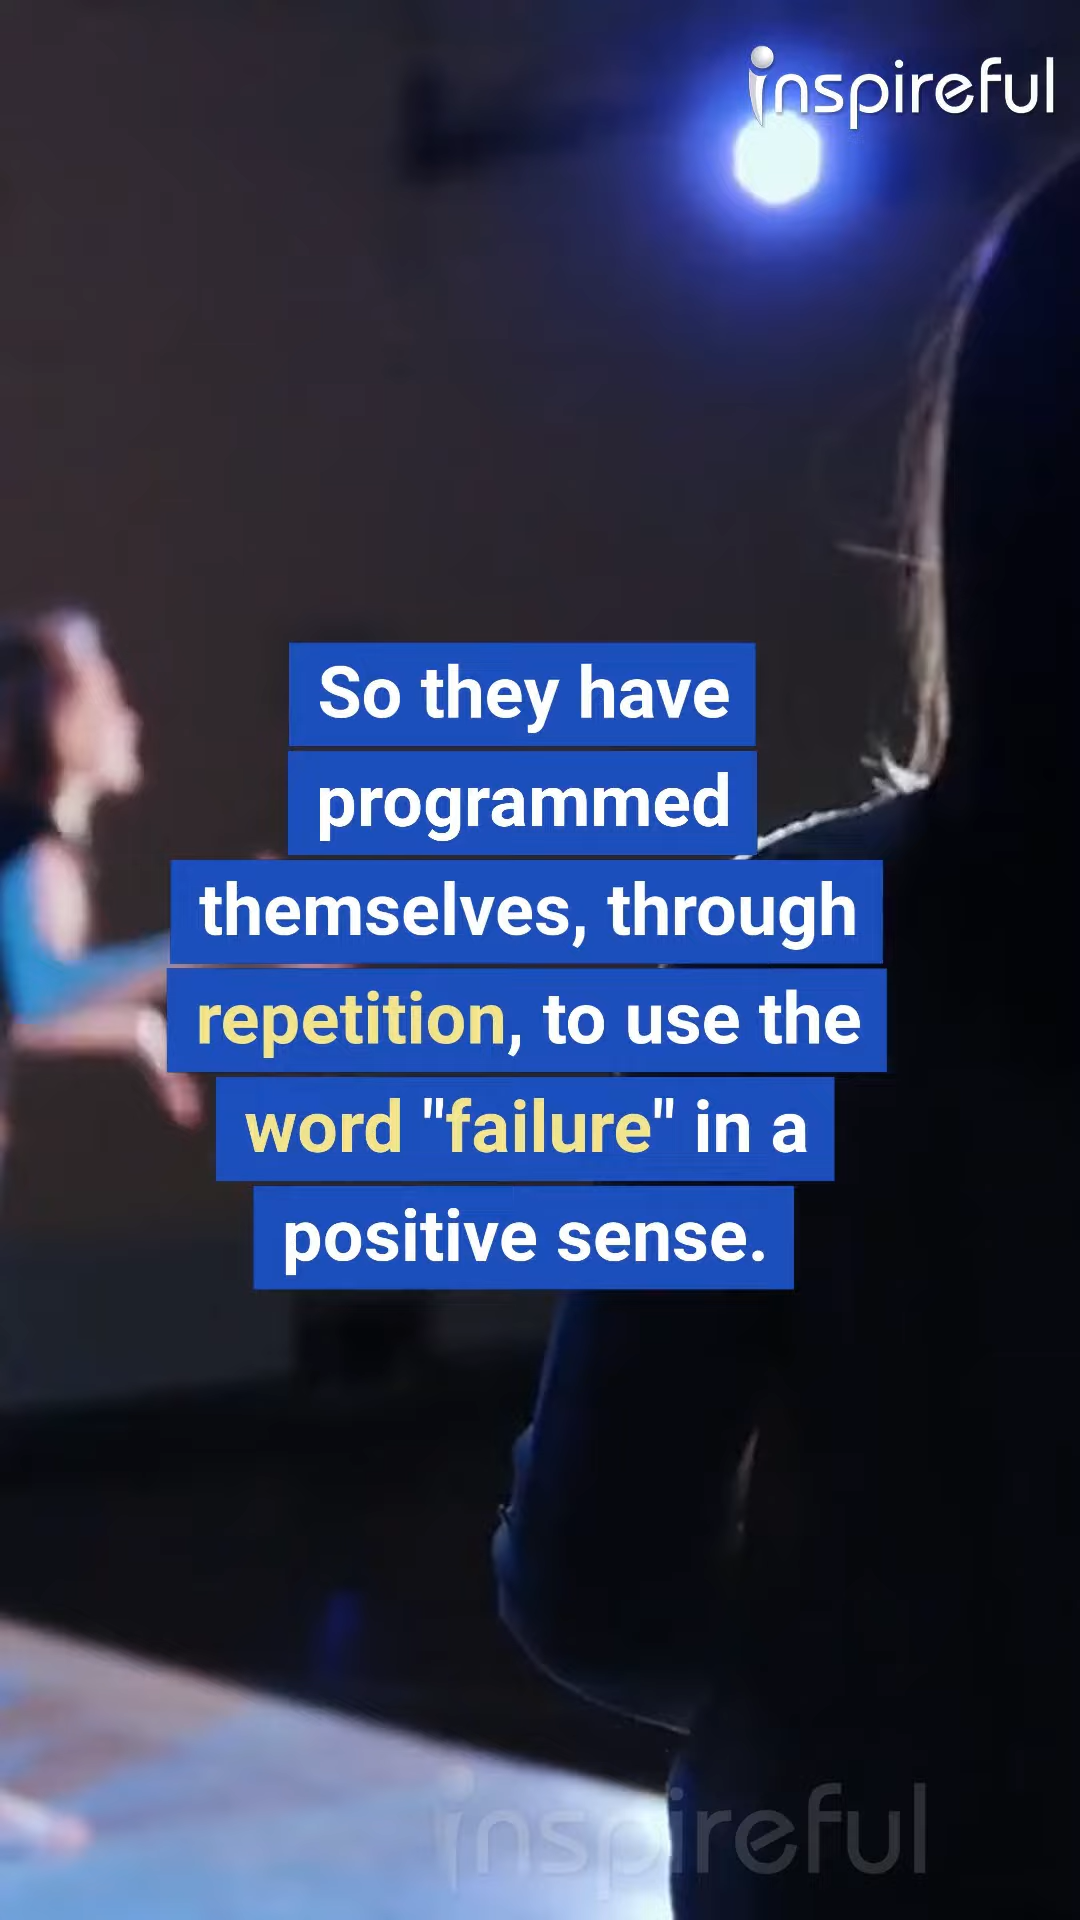 inspireful
So they have
programmed
themselves, through
repetition, to use the
word "failure" in a
positive sense.
inspireful